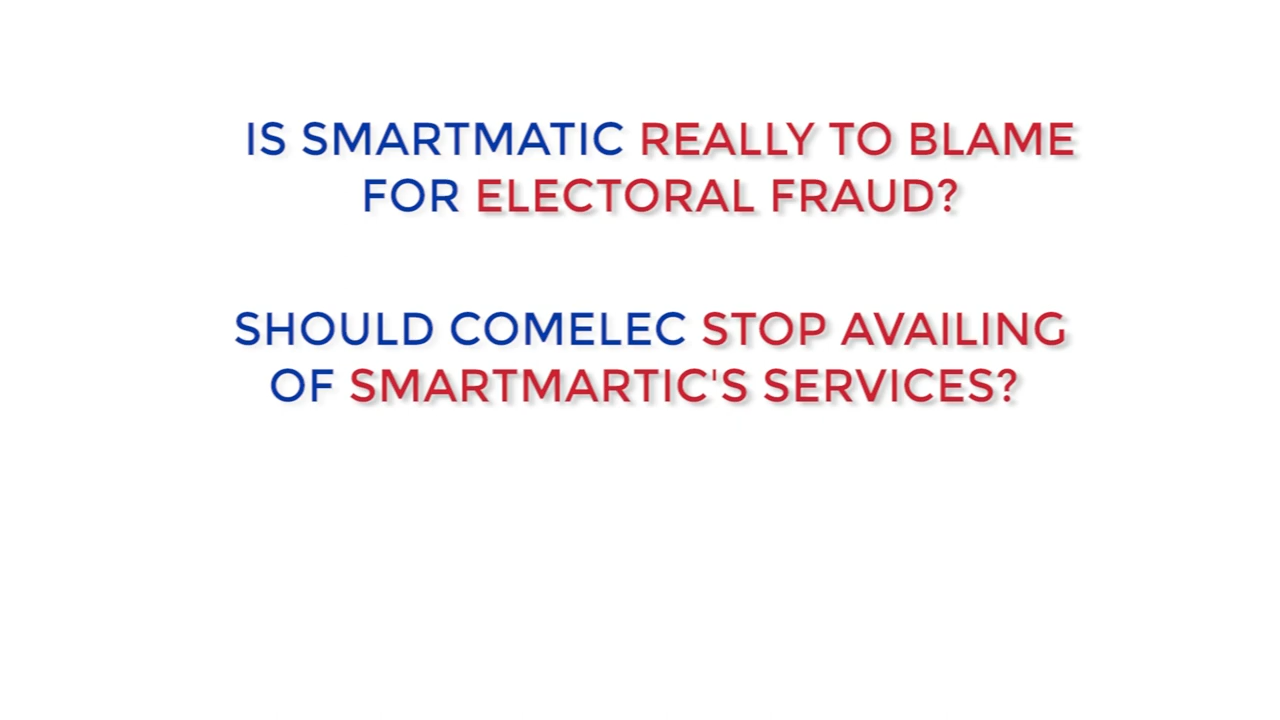 IS SMARTMATIC REALLY TO BLAME
FOR ELECTORAL FRAUD?
SHOULD COMELEC STOP AVAILING
OF SMARTMARTIC'S SERVICES?